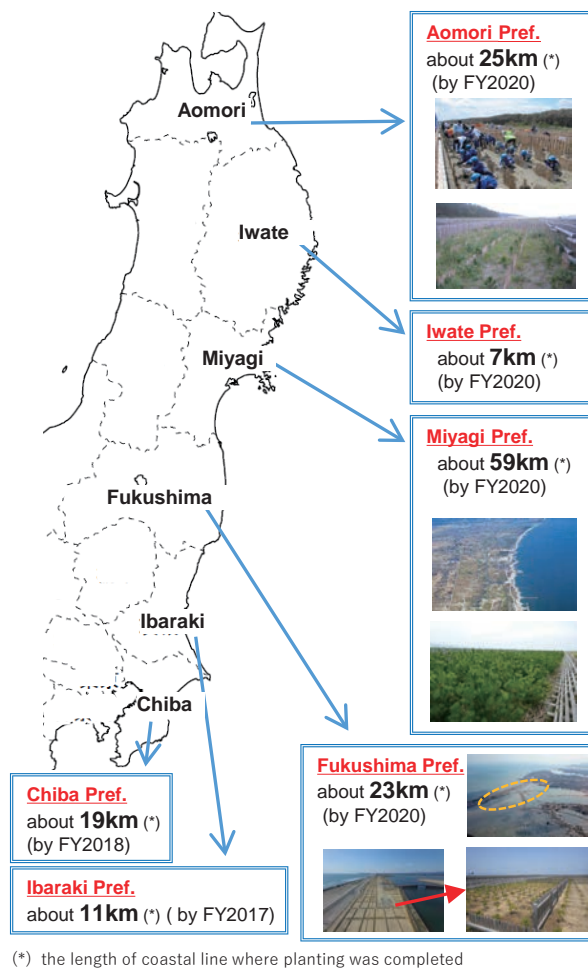 Aomori
Iwate
Miyagi
Fukushima
Ibaraki
Chiba
Aomori Pref.
about 25km (*)
(by FY2020)
Iwate Pref.
about 7km (*)
(by FY2020)
Miyagi Pref.
about 59km (*)
(by FY2020)
Fukushima Pref.
about 23km (*)
(by FY2020)
Chiba Pref.
about 19km (*)
(by FY2018)
Ibaraki Pref.
about 11km (*) ( by FY2017)
(*) the length of coastal line where planting was completed